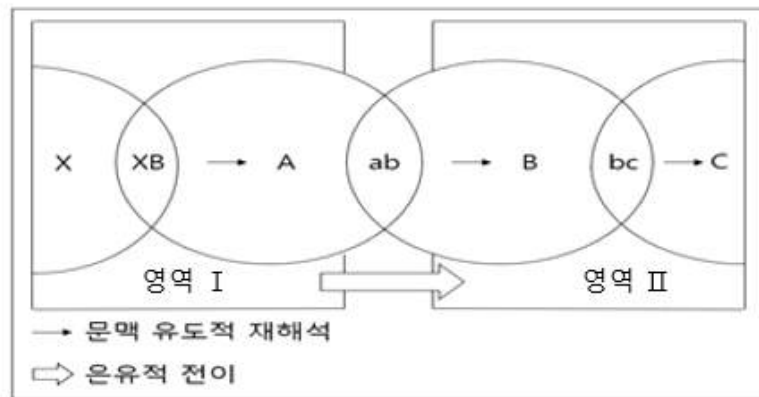 X XB → A ab → B bc → C
영역 Ⅰ 영역 Ⅱ
→ 문맥 유도적 재해석
⇨ 은유적 전이